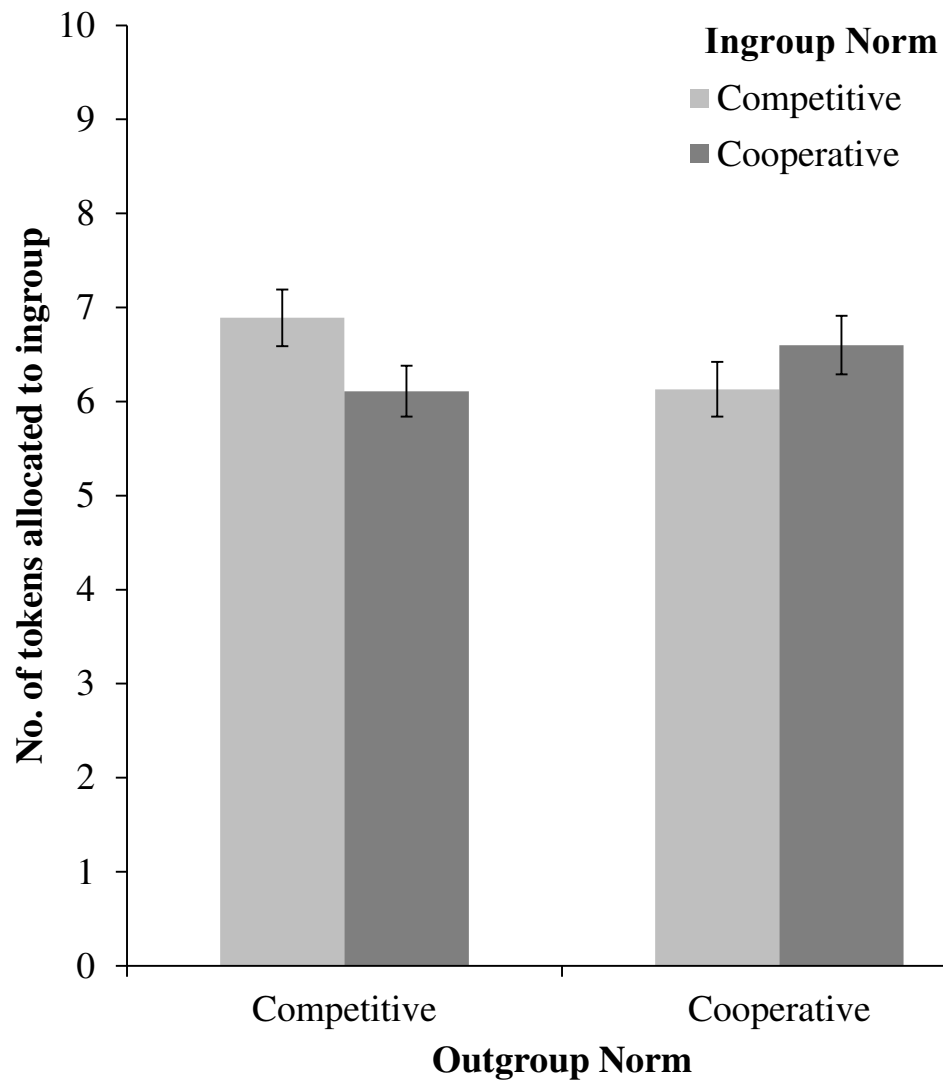 Ingroup Norm
Competitive
Cooperative
No. of tokens allocated to ingroup
10
9
8
7
6
5
4
3
2
1
0
Competitive
Cooperative
Outgroup Norm